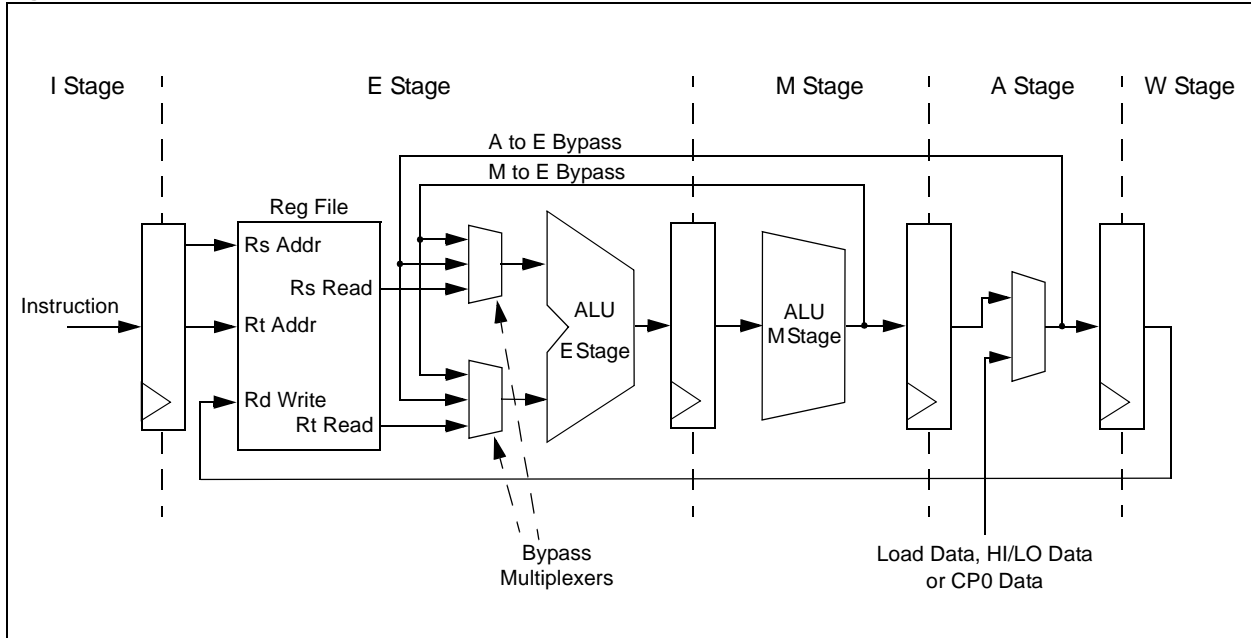 I Stage
E Stage
M Stage
A Stage
W Stage
A to E Bypass
M to E Bypass
Reg File
Rs Addr
Rs Read
Instruction
Rt Addr
ALU
E Stage
ALU
M Stage
Rd Write
Rt Read
Bypass
Multiplexers
Load Data, HI/LO Data
or CP0 Data